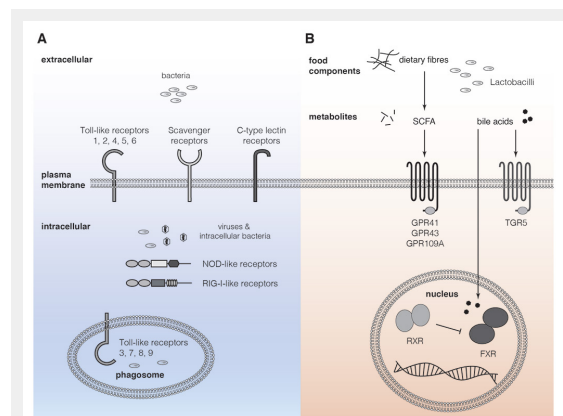 A
extracellular
bacteria
Toll-like receptors
1, 2, 4, 5, 6
Scavenger
receptors
C-type lectin
receptors
plasma
membrane
intracellular
viruses &
intracellular bacteria
NOD-like receptors
RIG-I-like receptors
Toll-like receptors
3, 7, 8, 9
phagosome
B
food
components
dietary fibres
Lactobacilli
metabolites
SCFA
bile acids
GPR41
GPR43
GPR109A
TGR5
nucleus
RXR
FXR